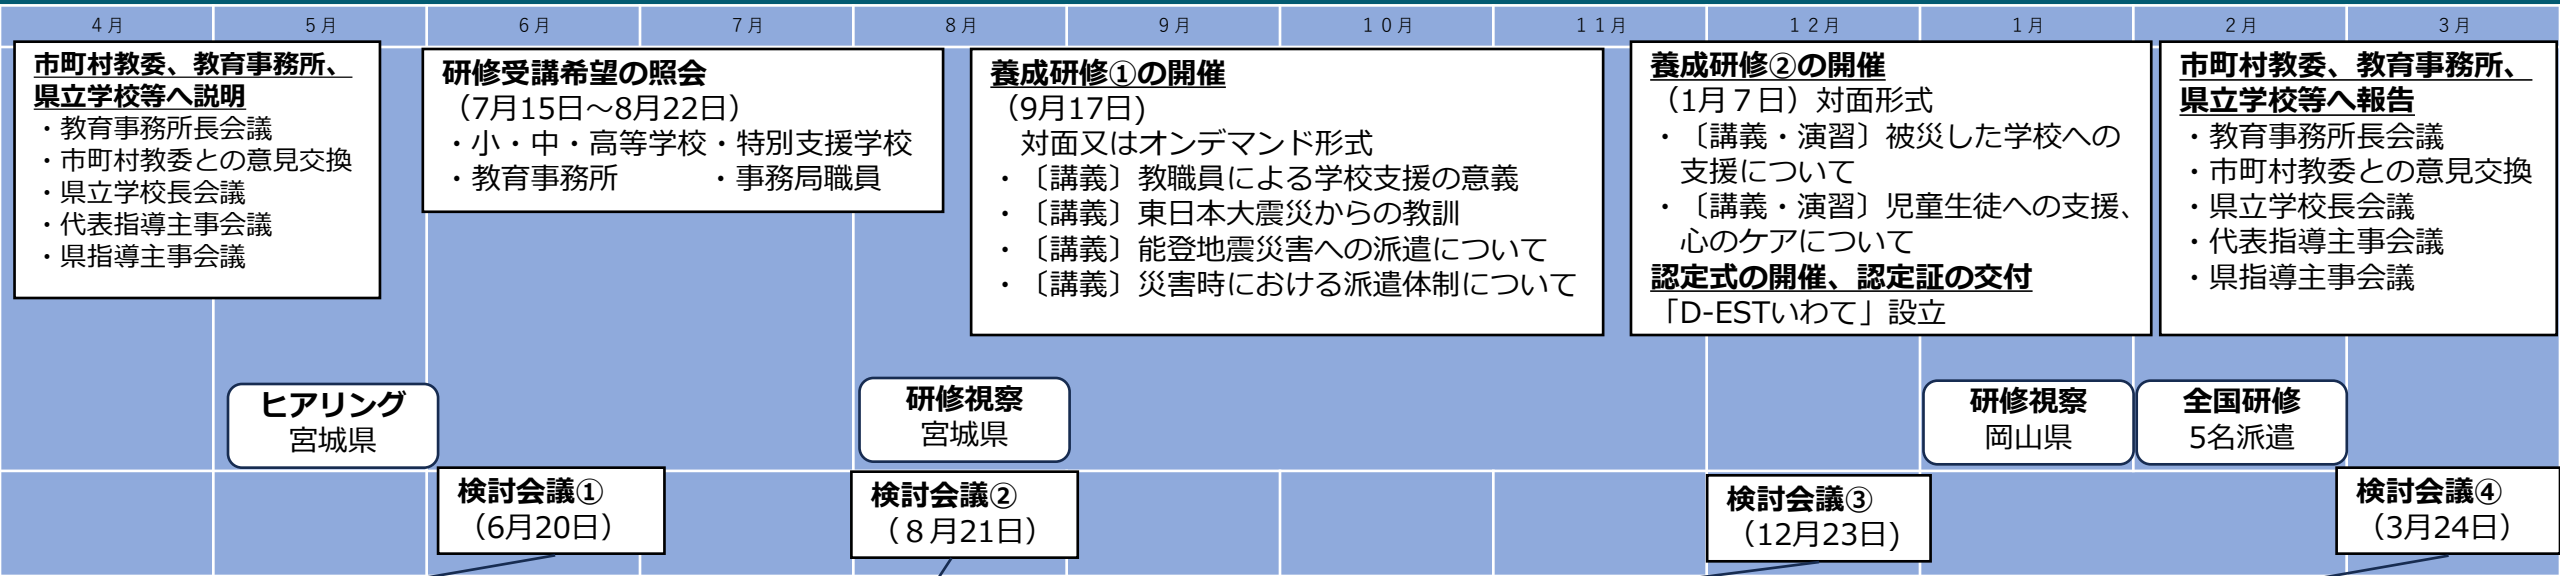 4月 5月 6月 7月 8月 9月 10月 11月 12月 1月 2月 3月
市町村教委、教育事務所、
県立学校等へ説明
・教育事務所長会議
・市町村教委との意見交換
・県立学校長会議
・代表指導主事会議
・県指導主事会議
研修受講希望の照会
（7月15日～8月22日）
・小・中・高等学校・特別支援学校
・教育事務所 ・事務局職員
養成研修①の開催
（9月17日)
対面又はオンデマンド形式
・〔講義〕教職員による学校支援の意義
・〔講義〕東日本大震災からの教訓
・〔講義〕能登地震災害への派遣について
・〔講義〕災害時における派遣体制について
養成研修②の開催
（1月７日）対面形式
・〔講義・演習〕被災した学校への
支援について
・〔講義・演習〕児童生徒への支援、
心のケアについて
認定式の開催、認定証の交付
「D-ESTいわて」設立
市町村教委、教育事務所、
県立学校等へ報告
・教育事務所長会議
・市町村教委との意見交換
・県立学校長会議
・代表指導主事会議
・県指導主事会議
ヒアリング
宮城県
研修視察
宮城県
研修視察
岡山県
全国研修
5名派遣
検討会議①
（6月20日）
検討会議②
（８月21日）
検討会議③
（12月23日)
検討会議④
（3月24日）